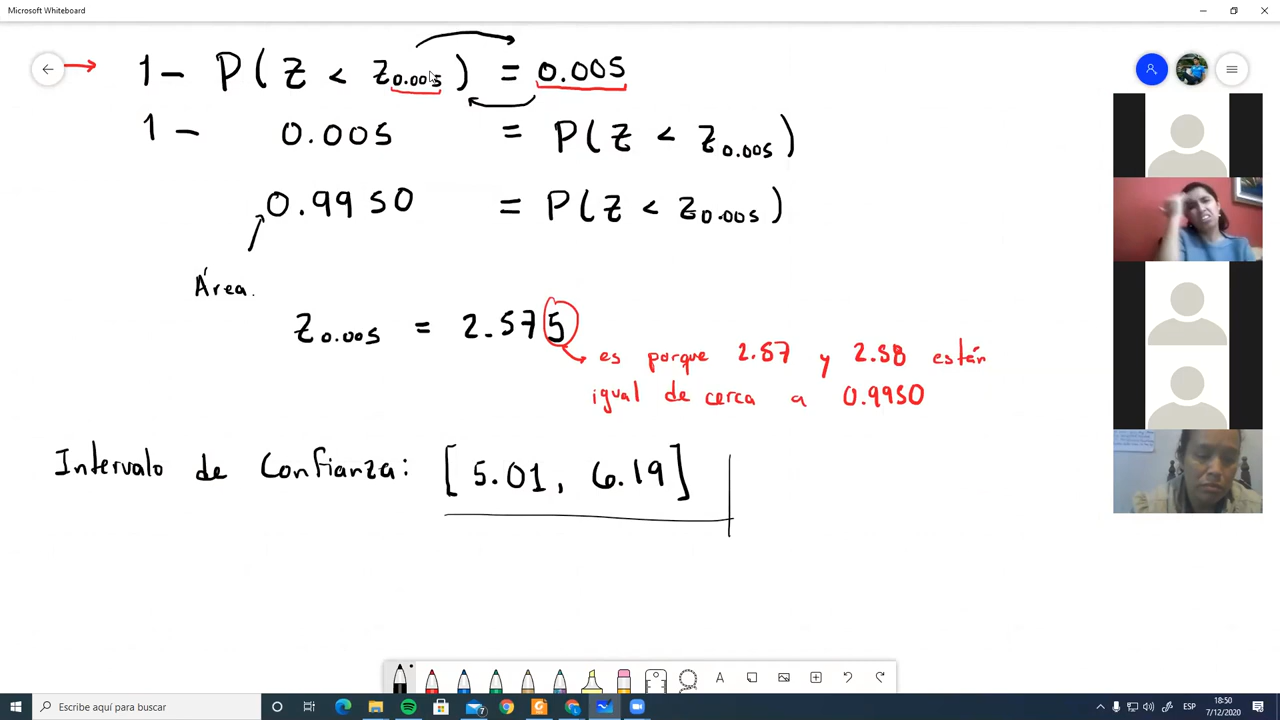 Microsoft Whiteboard
1 - P( Z < Z0.005 ) = 0.005
1 - 0.005 = P( Z < Z0.005 )
0.9950 = P( Z < Z0.005 )
Área.
Z0.005 = 2.575
es porque 2.57 y 2.58 están
igual de cerca a 0.9950
Intervalo de Confianza: [ 5.01, 6.19 ]
Escribe aquí para buscar
ESP
18:50
7/12/2020